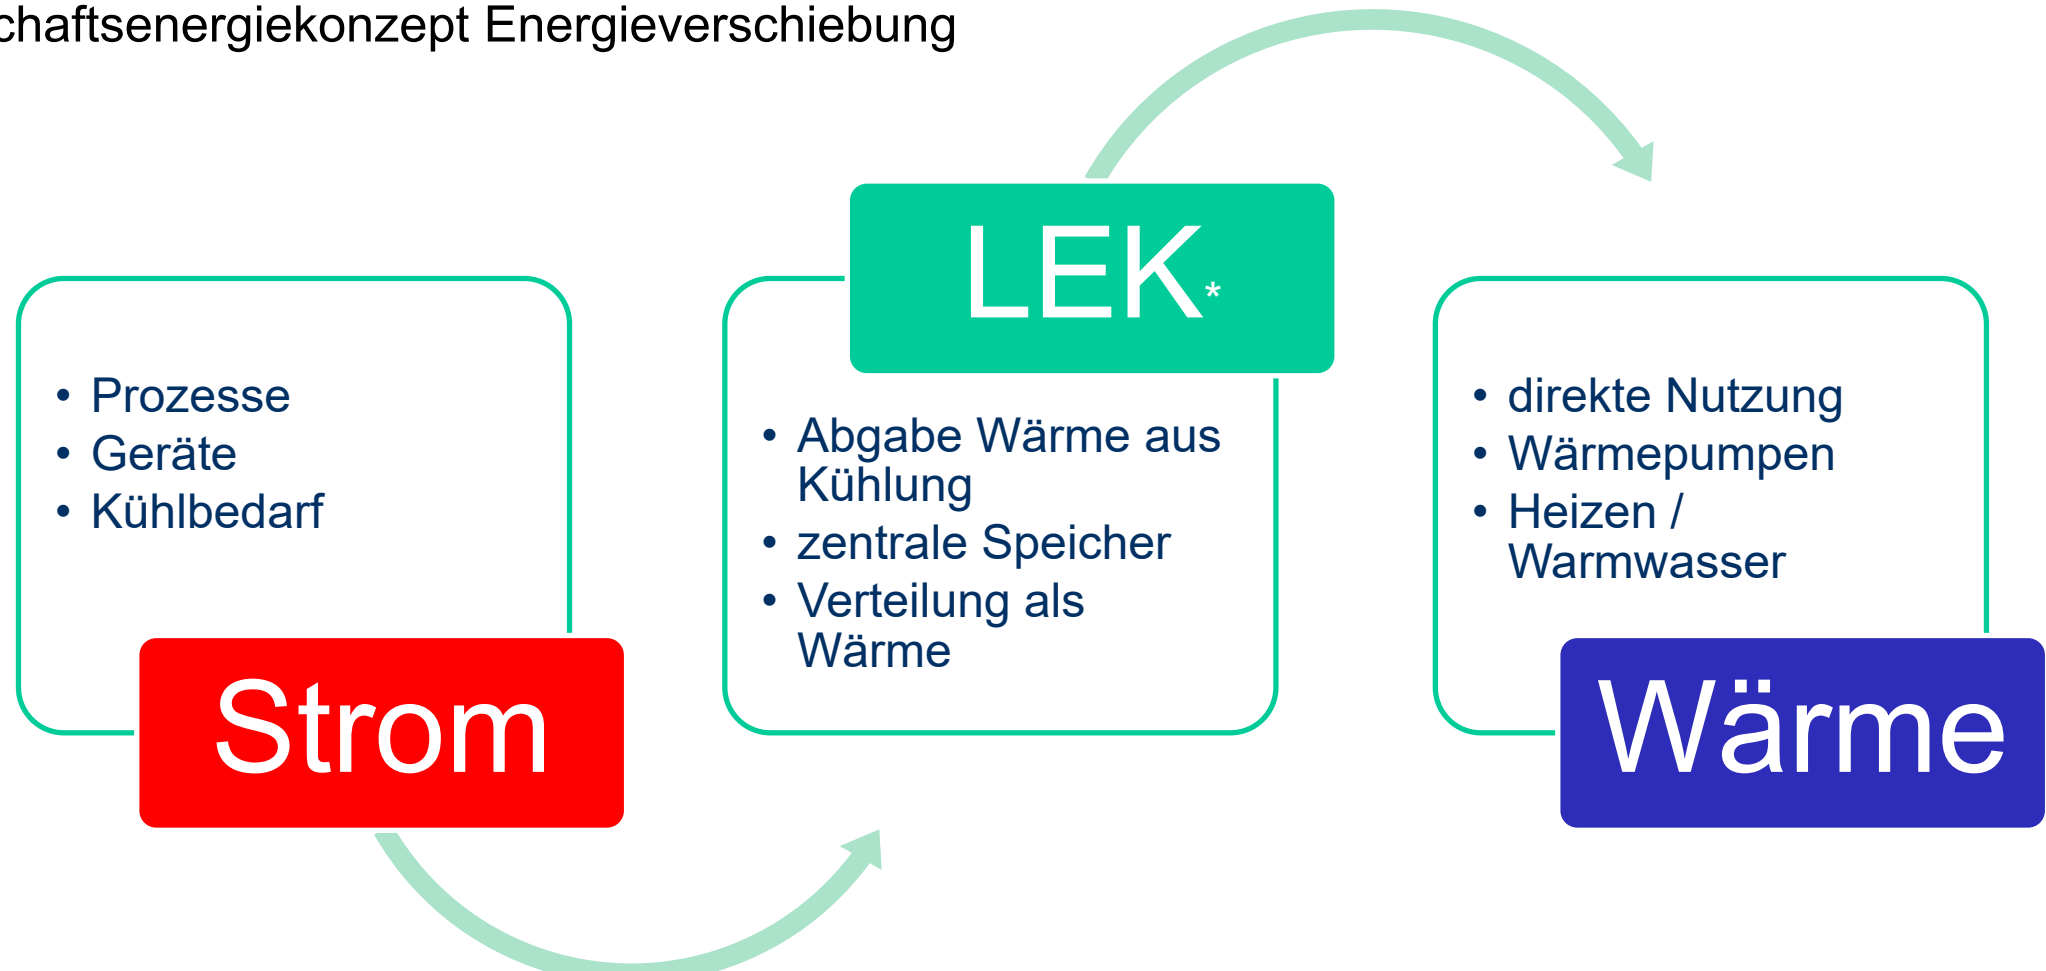 chaftsenergiekonzept Energieverschiebung
• Prozesse
• Geräte
• Kühlbedarf
Strom
LEK*
• Abgabe Wärme aus
Kühlung
• zentrale Speicher
• Verteilung als
Wärme
• direkte Nutzung
• Wärmepumpen
• Heizen /
Warmwasser
Wärme